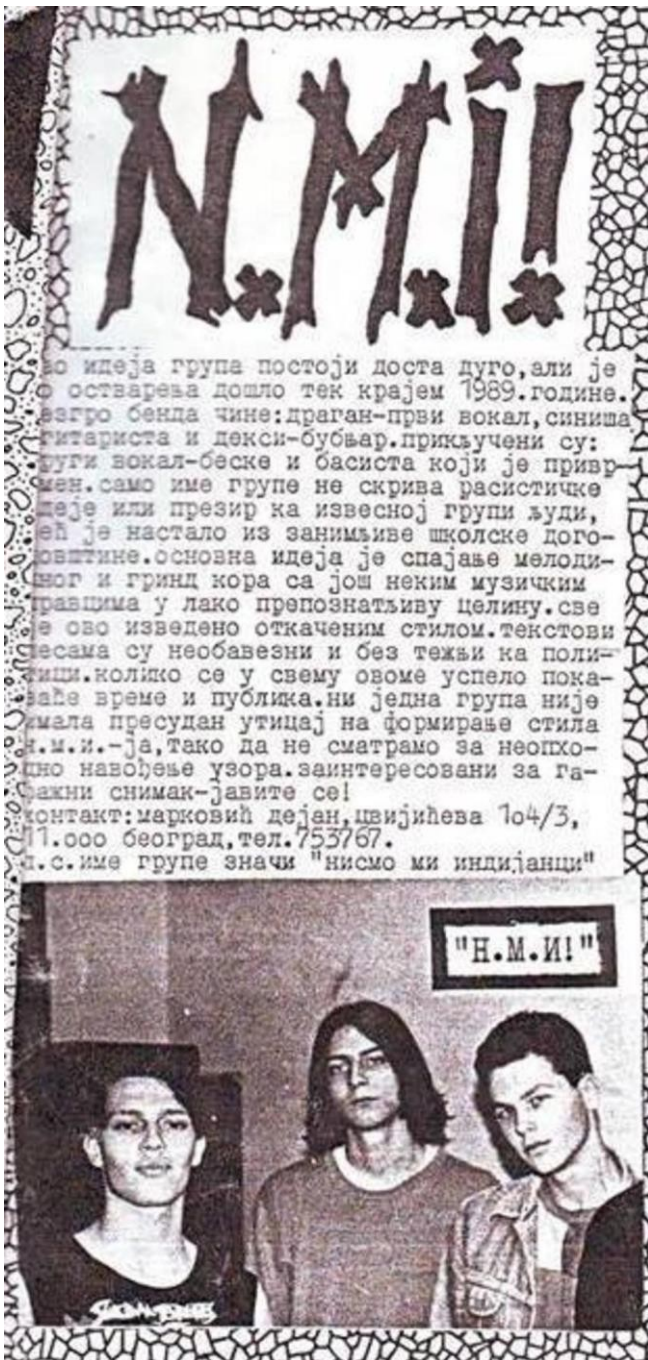 N.M.i!
ао идеја група постоји доста дуго,али је
о остварења дошло тек крајем 1989.године.
езгро бенда чине:драган-први вокал,синиша
гитариста и декси-бубњар.прикључени су:
руги вокал-беске и басиста који је привр-
мен.само име групе не скрива расистичке
деје или презир ка извесној групи људи,
ећ је настало из занимљиве школске дого-
овштине.основна идеја је спајање мелоди-
ног и гринд кора са још неким музичким
правцима у лако препознатљиву целину.све
е ово изведено откаченим стилом.текстови
есама су необавезни и без тежњи ка поли-
тици.колико се у свему овоме успело пока-
заће време и публика.ни једна група није
имала пресудан утицај на формирање стила
н.м.и.-ја,тако да не сматрамо за неопхо-
дно навођење узора.заинтересовани за га-
ражни снимак-јавите се!
контакт:марковић дејан,цвијићева 1о4/3,
11.ооо београд,тел.753767.
п.с.име групе значи "нисмо ми индијанци"
"Н.М.И!"